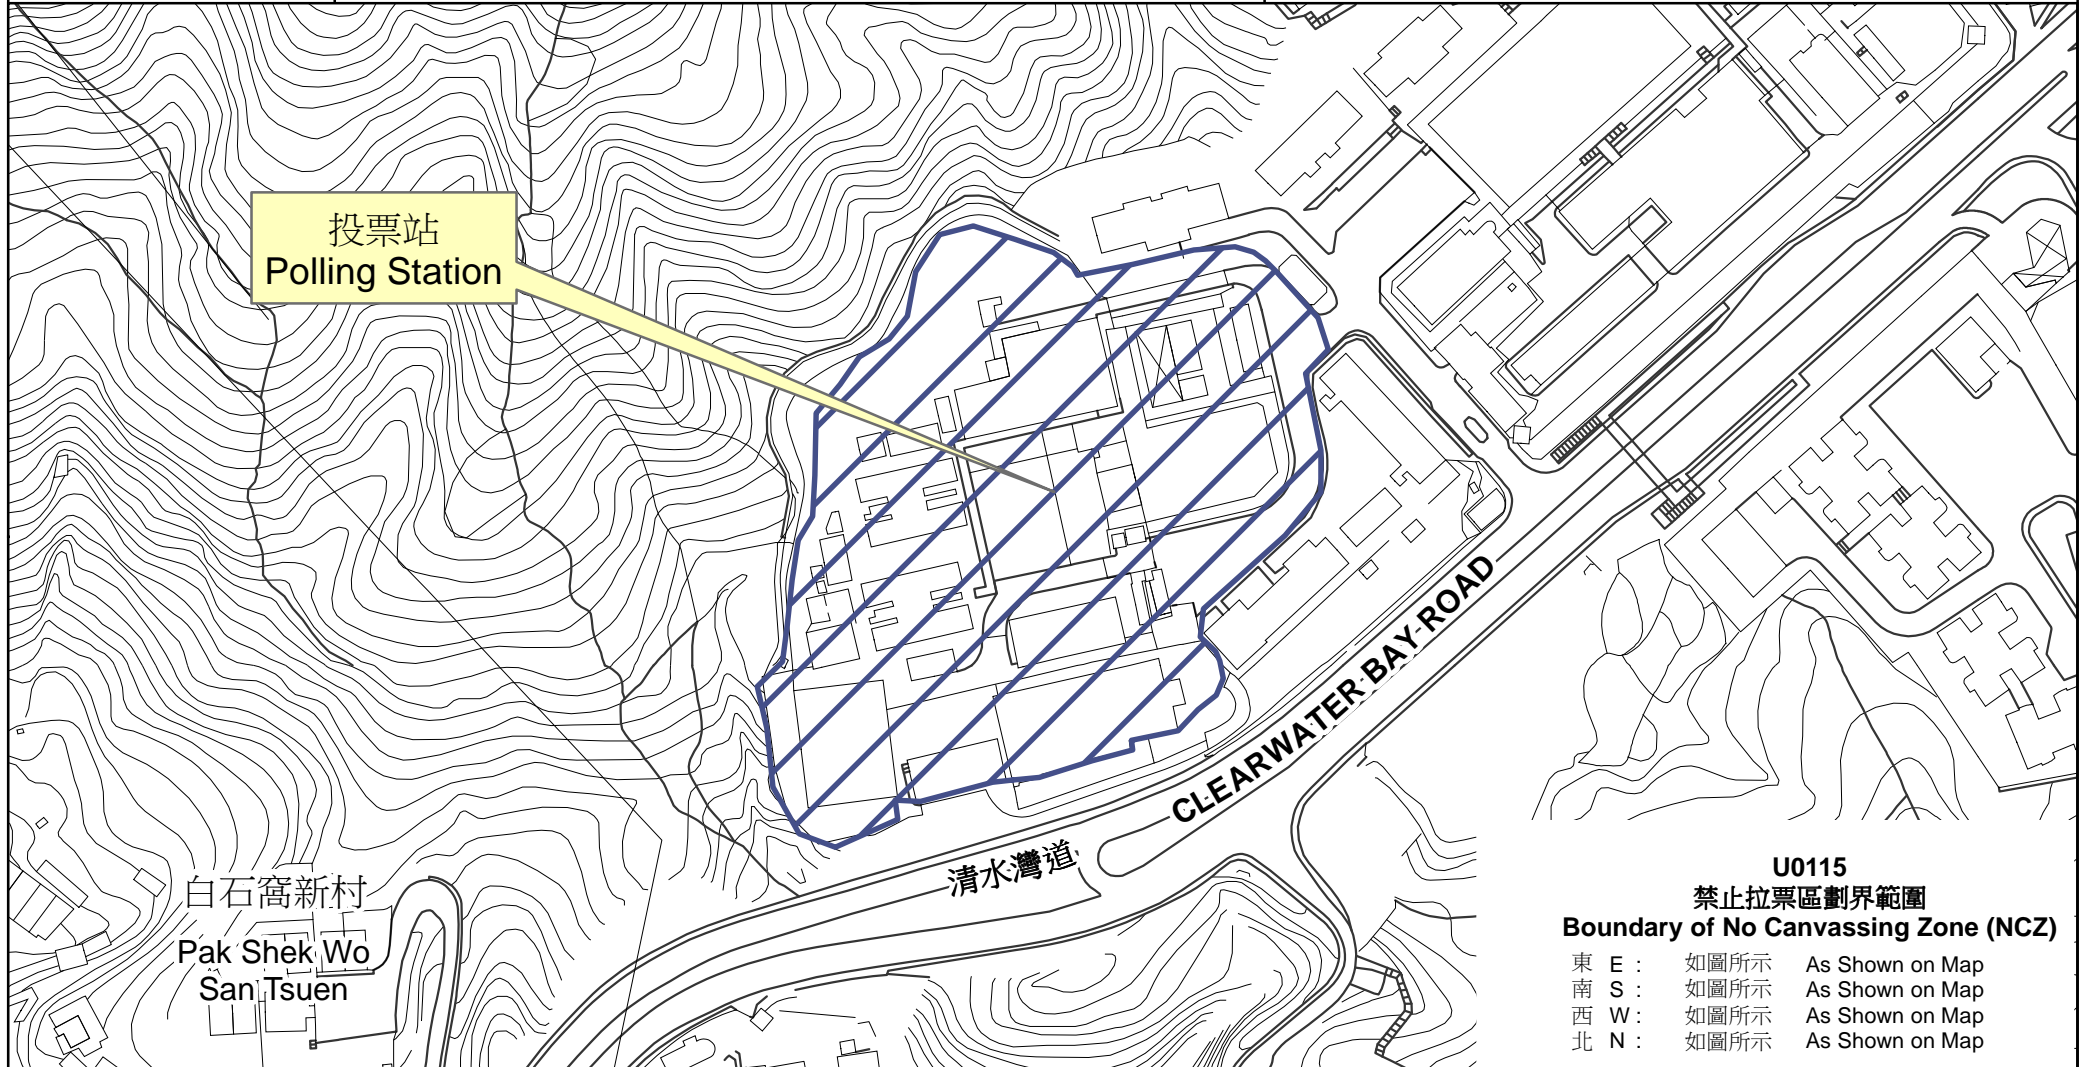 投票站
Polling Station
CLEARWATER BAY ROAD
清水灣道
白石窩新村
Pak Shek Wo
San Tsuen
U0115
禁止拉票區劃界範圍
Boundary of No Canvassing Zone (NCZ)
東 E : 如圖所示 As Shown on Map
南 S : 如圖所示 As Shown on Map
西 W : 如圖所示 As Shown on Map
北 N : 如圖所示 As Shown on Map